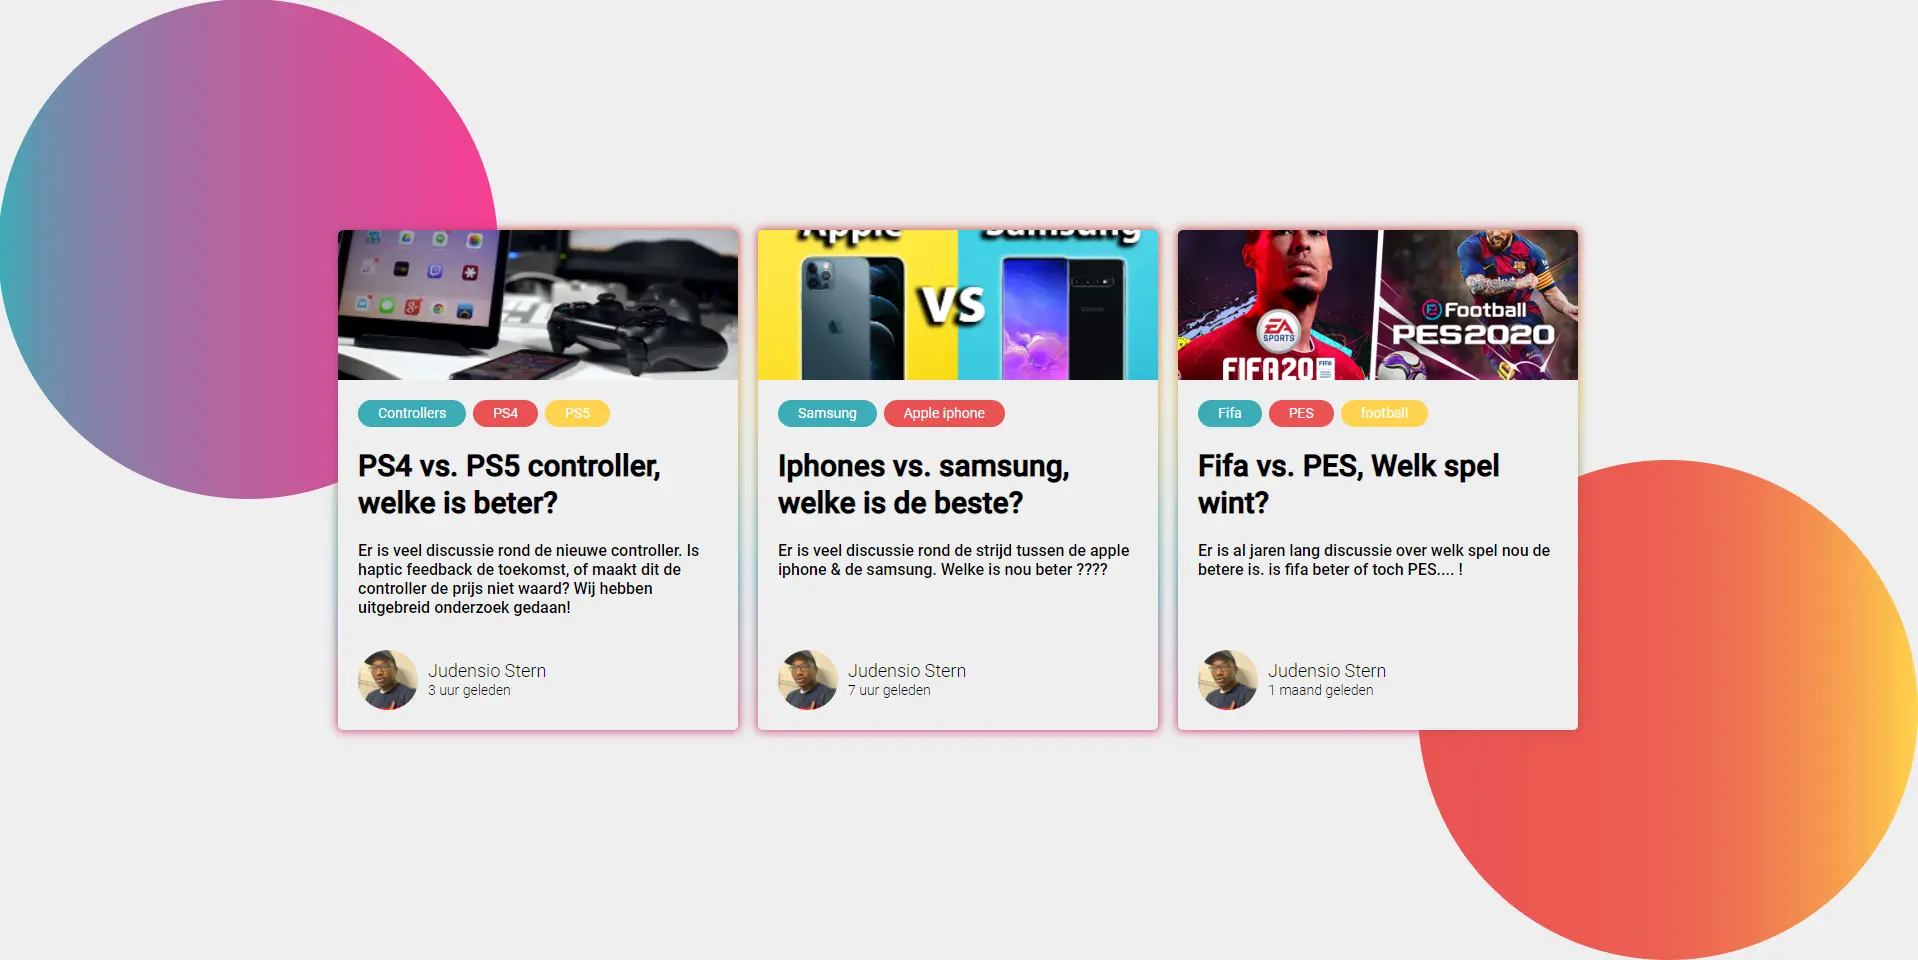 Apple
Samsung
vs
EA
SPORTS
FIFA20
FIFA
Football
PES2020
Controllers
PS4
PS5
Samsung
Apple iphone
Fifa
PES
football
PS4 vs. PS5 controller,
welke is beter?
Iphones vs. samsung,
welke is de beste?
Fifa vs. PES, Welk spel
wint?
Er is veel discussie rond de nieuwe controller. Is
haptic feedback de toekomst, of maakt dit de
controller de prijs niet waard? Wij hebben
uitgebreid onderzoek gedaan!
Er is veel discussie rond de strijd tussen de apple
iphone & de samsung. Welke is nou beter ????
Er is al jaren lang discussie over welk spel nou de
betere is. is fifa beter of toch PES.... !
Judensio Stern
3 uur geleden
Judensio Stern
7 uur geleden
Judensio Stern
1 maand geleden